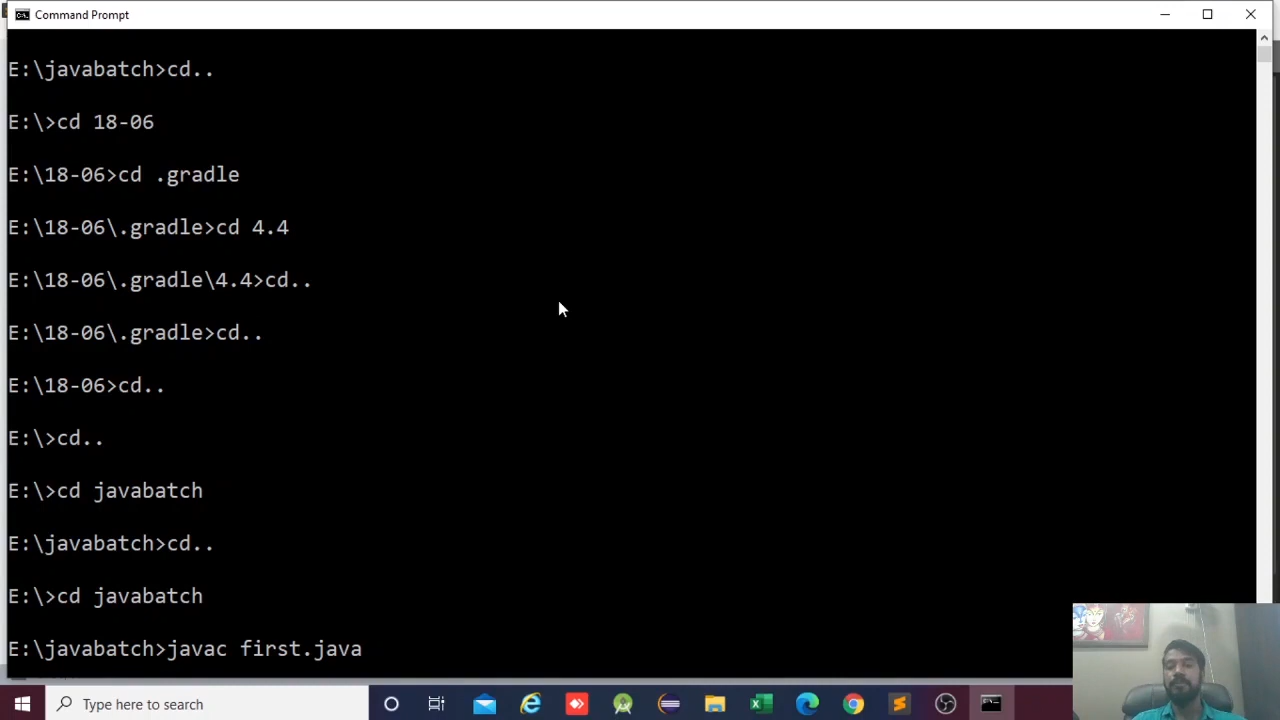 Command Prompt
E:\javabatch>cd..
E:\>cd 18-06
E:\18-06>cd .gradle
E:\18-06\.gradle>cd 4.4
E:\18-06\.gradle\4.4>cd..
E:\18-06\.gradle>cd..
E:\18-06>cd..
E:\>cd..
E:\>cd javabatch
E:\javabatch>cd..
E:\>cd javabatch
E:\javabatch>javac first.java
Type here to search